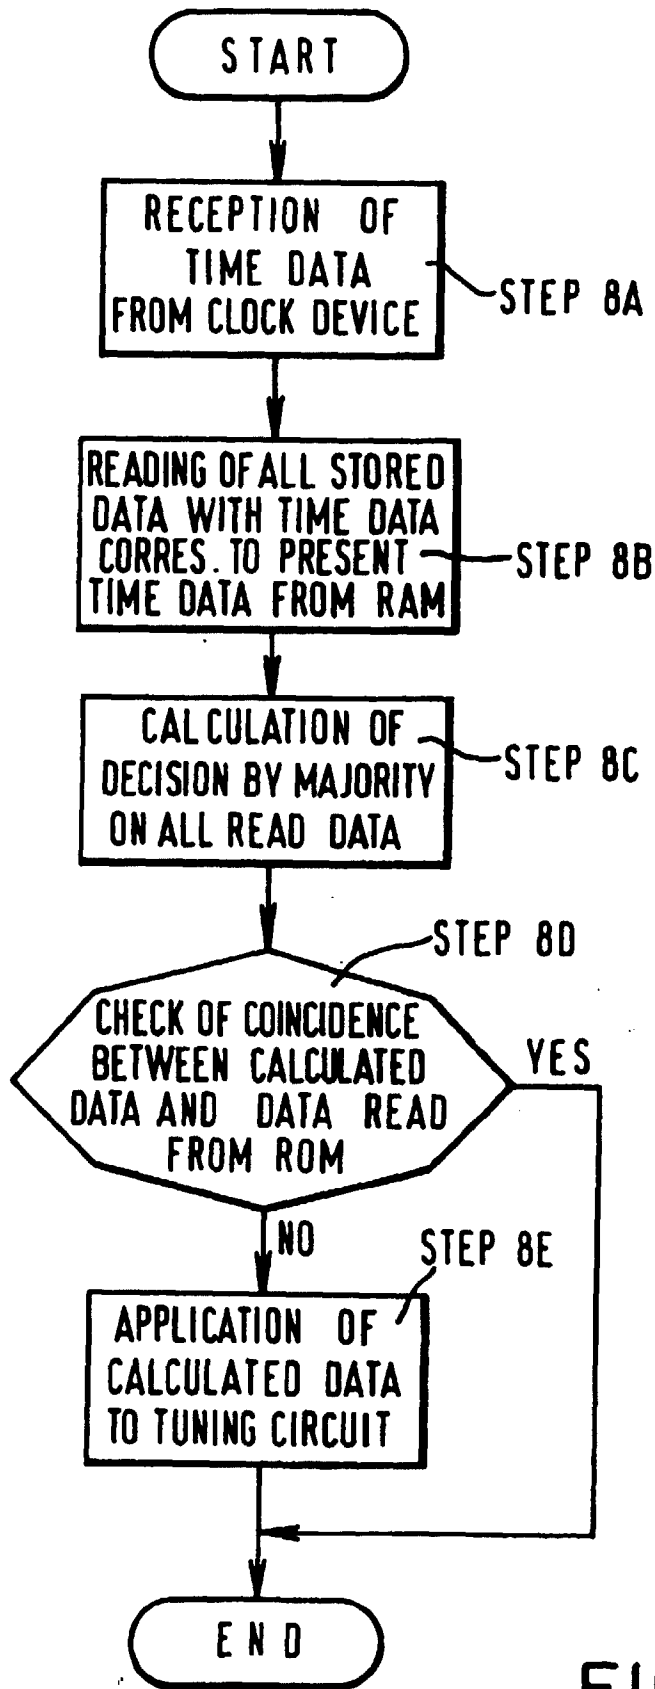 START
RECEPTION OF
TIME DATA
FROM CLOCK DEVICE
STEP 8A
READING OF ALL STORED
DATA WITH TIME DATA
CORRES. TO PRESENT
TIME DATA FROM RAM
STEP 8B
CALCULATION OF
DECISION BY MAJORITY
ON ALL READ DATA
STEP 8C
STEP 8D
CHECK OF COINCIDENCE
BETWEEN CALCULATED
DATA AND DATA READ
FROM ROM
YES
NO
STEP 8E
APPLICATION OF
CALCULATED DATA
TO TUNING CIRCUIT
END